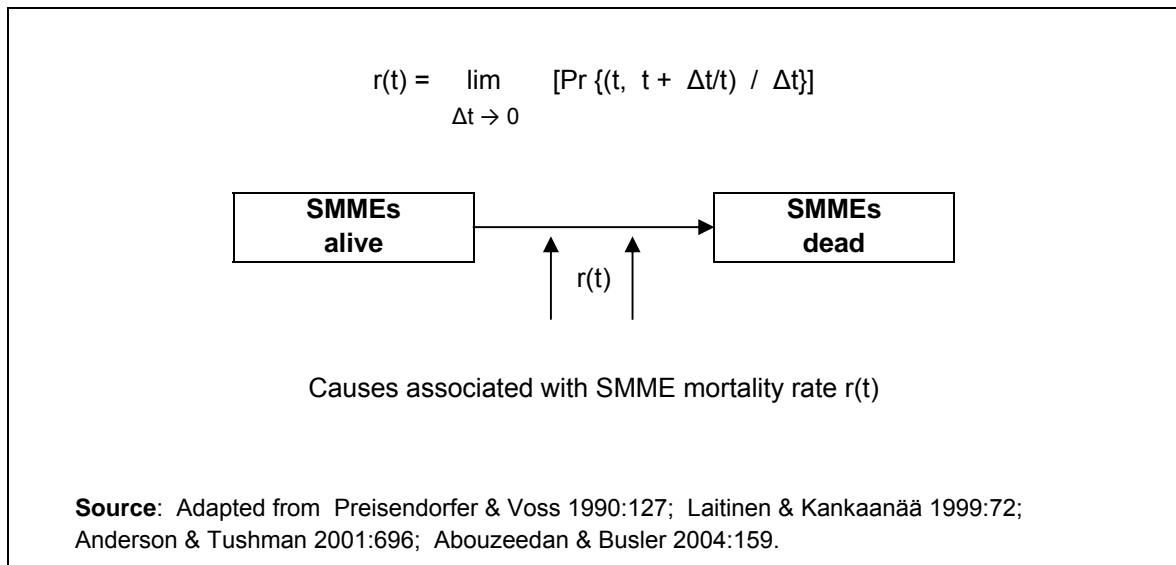 r(t) = lim [Pr {(t, t + Δt/t) / Δt}]
Δt → 0
SMMEs
alive
SMMEs
dead
r(t)
Causes associated with SMME mortality rate r(t)
Source: Adapted from Preisendorfer & Voss 1990:127; Laitinen & Kankaanää 1999:72;
Anderson & Tushman 2001:696; Abouzeedan & Busler 2004:159.